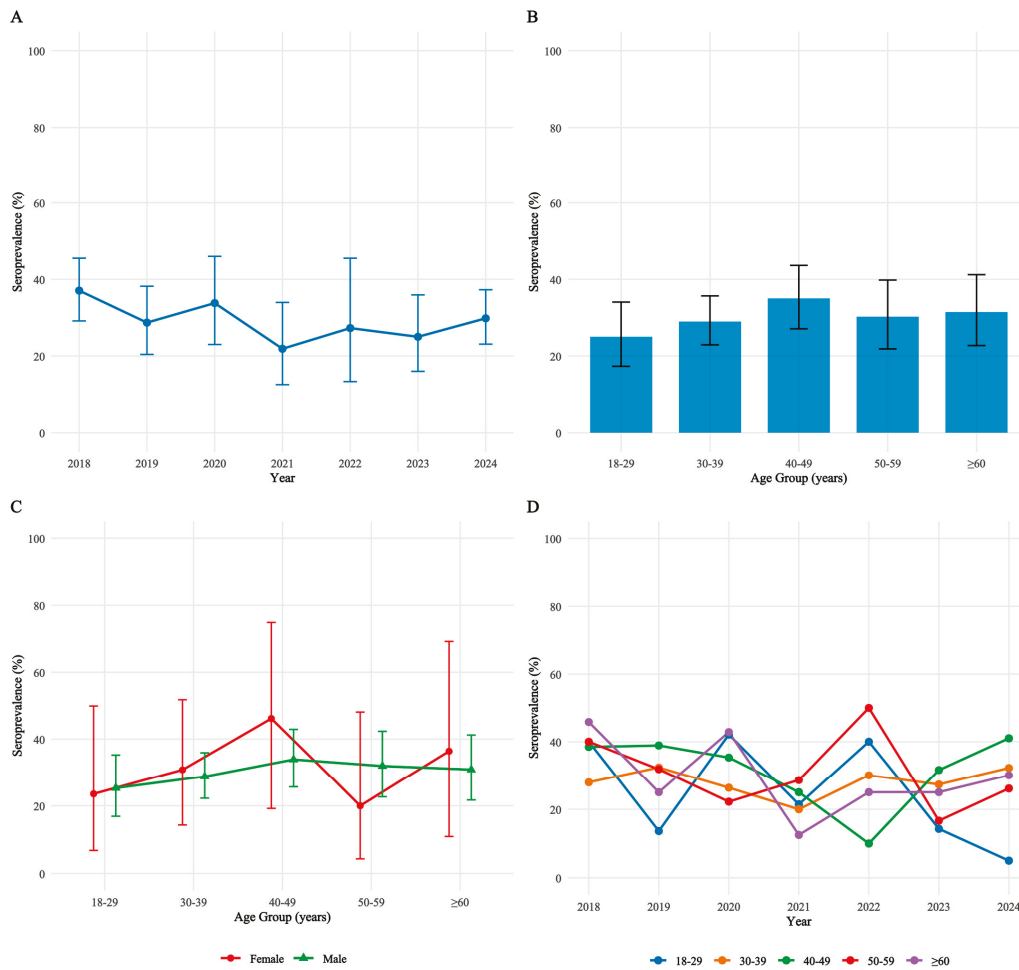 A
Seroprevalence (%)
100
80
60
40
20
0
2018 2019 2020 2021 2022 2023 2024
Year
B
Seroprevalence (%)
100
80
60
40
20
0
18-29 30-39 40-49 50-59 ≥60
Age Group (years)
C
Seroprevalence (%)
100
80
60
40
20
0
18-29 30-39 40-49 50-59 ≥60
Age Group (years)
Female Male
D
Seroprevalence (%)
100
80
60
40
20
0
2018 2019 2020 2021 2022 2023 2024
Year
18-29 30-39 40-49 50-59 ≥60